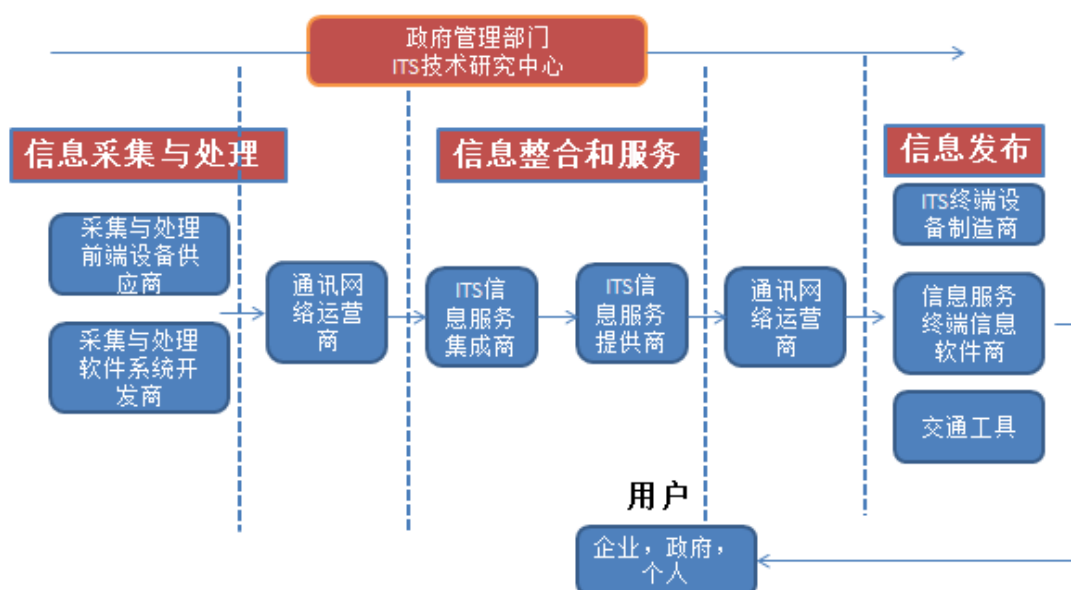 政府管理部门
ITS技术研究中心
信息采集与处理
信息整合和服务
信息发布
采集与处理
前端设备供
应商
采集与处理
软件系统开
发商
通讯网
络运营
商
ITS信
息服务
集成商
ITS信
息服务
提供商
通讯网
络运营
商
ITS终端设
备制造商
信息服务
终端信息
软件商
交通工具
用户
企业，政府，
个人